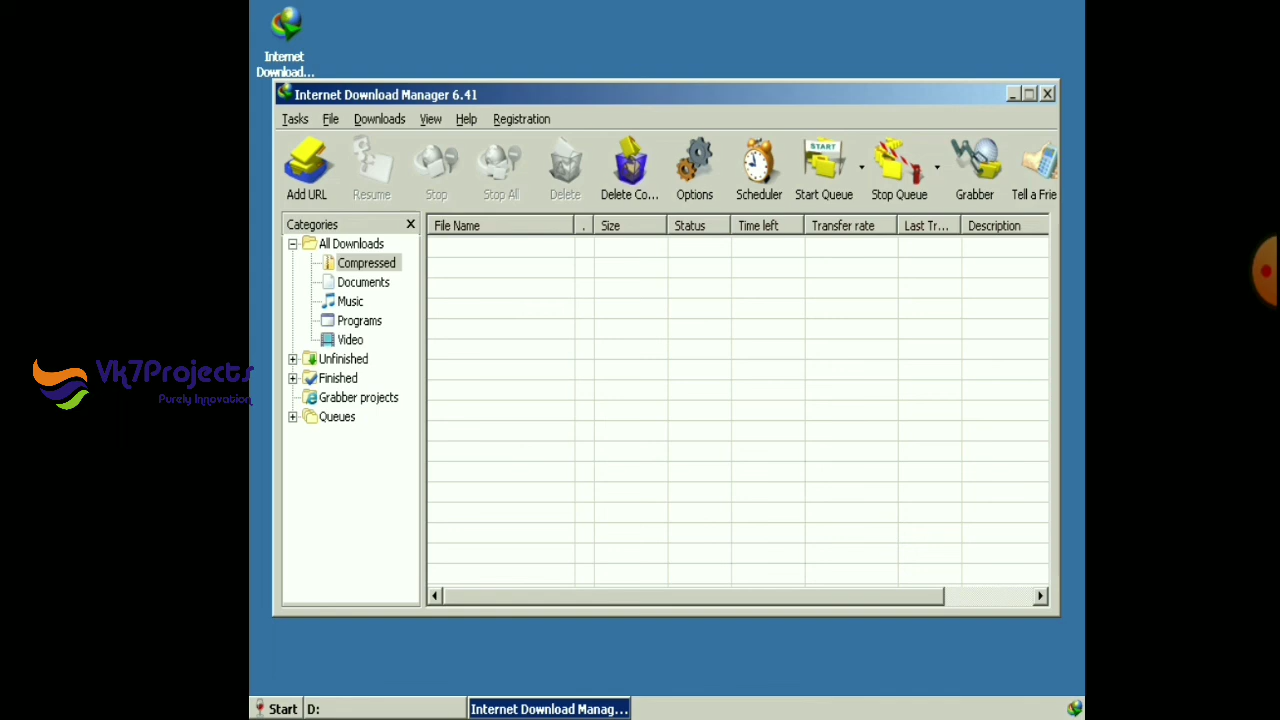 Internet
Download...
Internet Download Manager 6.41
Tasks File Downloads View Help Registration
START
Add URL Resume Stop Stop All Delete Delete Co... Options Scheduler Start Queue Stop Queue Grabber Tell a Frie
Categories
File Name . Size Status Time left Transfer rate Last Tr... Description
All Downloads
Compressed
Documents
Music
Programs
Video
Unfinished
Finished
Grabber projects
Queues
Vk7Projects
Purely Innovation
Start D: Internet Download Manag...